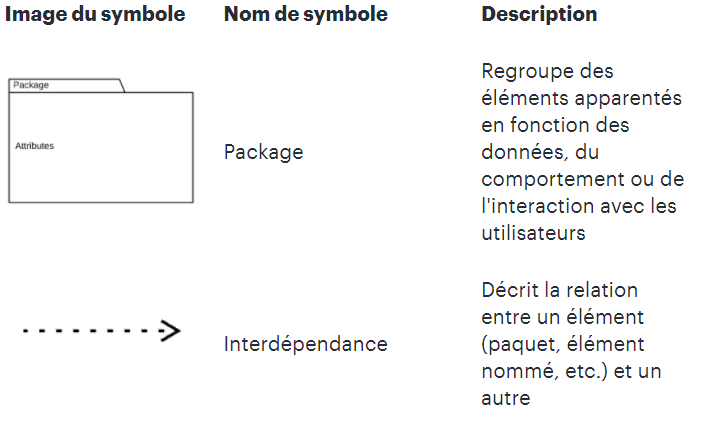 Image du symbole Nom de symbole Description
Package
Attributes
Package
Regroupe des
éléments apparentés
en fonction des
données, du
comportement ou de
l'interaction avec les
utilisateurs
Interdépendance
Décrit la relation
entre un élément
(paquet, élément
nommé, etc.) et un
autre